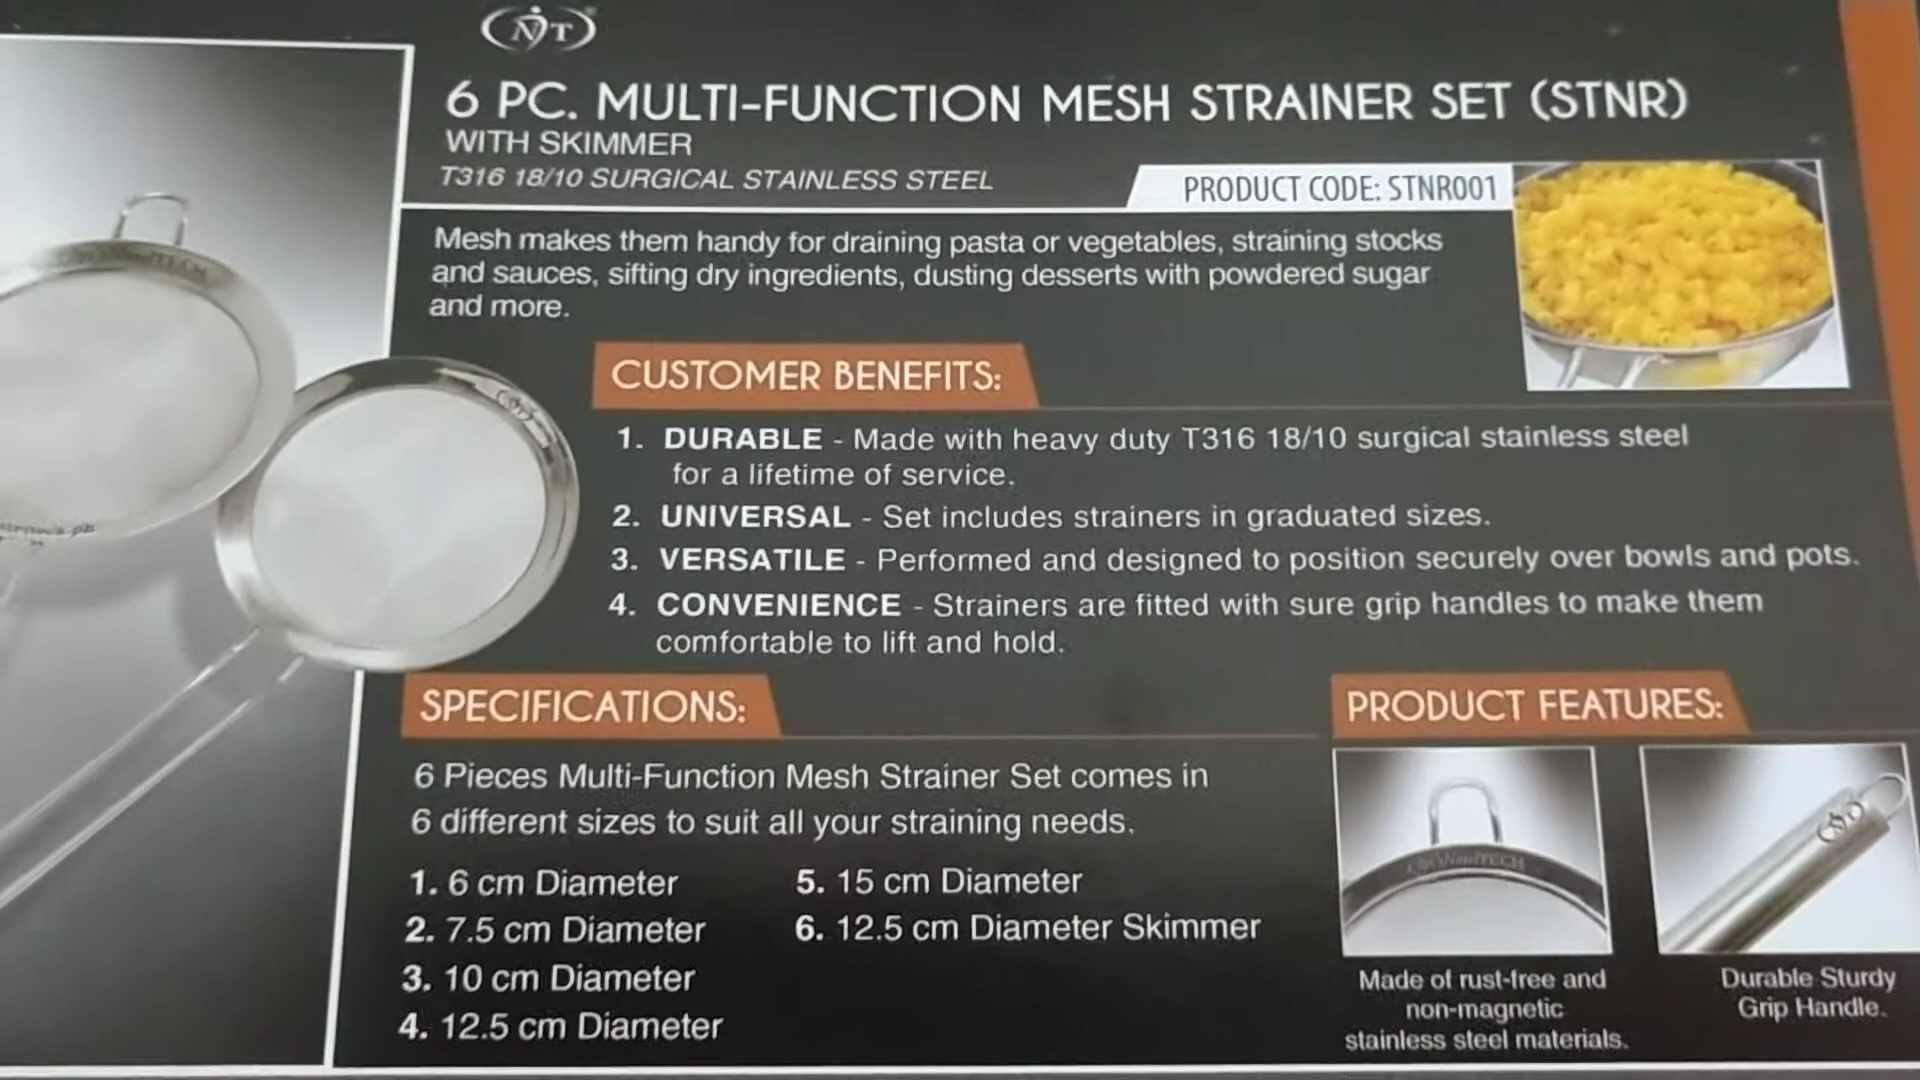 NT
6 PC. MULTI-FUNCTION MESH STRAINER SET (STNR)
WITH SKIMMER
T316 18/10 SURGICAL STAINLESS STEEL
PRODUCT CODE: STNR001
Mesh makes them handy for draining pasta or vegetables, straining stocks
and sauces, sifting dry ingredients, dusting desserts with powdered sugar
and more.
CUSTOMER BENEFITS:
1. DURABLE - Made with heavy duty T316 18/10 surgical stainless steel
for a lifetime of service.
2. UNIVERSAL - Set includes strainers in graduated sizes.
3. VERSATILE - Performed and designed to position securely over bowls and pots.
4. CONVENIENCE - Strainers are fitted with sure grip handles to make them
comfortable to lift and hold.
SPECIFICATIONS:
6 Pieces Multi-Function Mesh Strainer Set comes in
6 different sizes to suit all your straining needs.
1. 6 cm Diameter
2. 7.5 cm Diameter
3. 10 cm Diameter
4. 12.5 cm Diameter
5. 15 cm Diameter
6. 12.5 cm Diameter Skimmer
PRODUCT FEATURES:
Made of rust-free and
non-magnetic
stainless steel materials.
Durable Sturdy
Grip Handle.